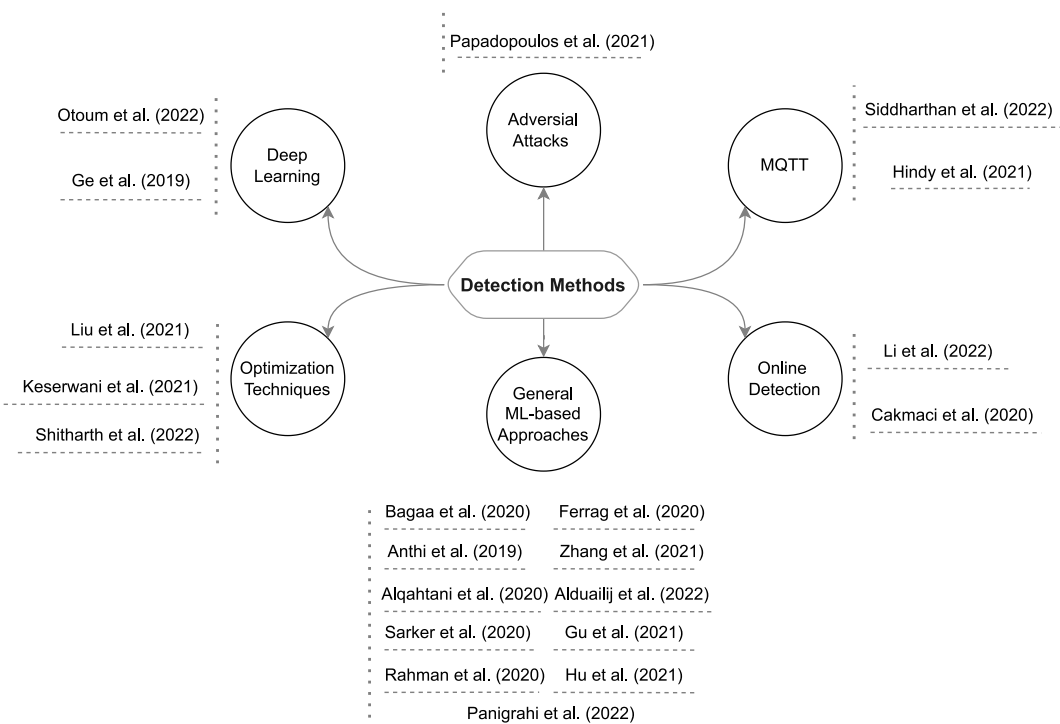 Papadopoulos et al. (2021)
Adversial
Attacks
Otoum et al. (2022)
Ge et al. (2019)
Deep
Learning
MQTT
Siddharthan et al. (2022)
Hindy et al. (2021)
Detection Methods
Liu et al. (2021)
Keserwani et al. (2021)
Shitharth et al. (2022)
Optimization
Techniques
General
ML-based
Approaches
Online
Detection
Li et al. (2022)
Cakmaci et al. (2020)
Bagaa et al. (2020)
Ferrag et al. (2020)
Anthi et al. (2019)
Zhang et al. (2021)
Alqahtani et al. (2020)
Alduailij et al. (2022)
Sarker et al. (2020)
Gu et al. (2021)
Rahman et al. (2020)
Hu et al. (2021)
Panigrahi et al. (2022)